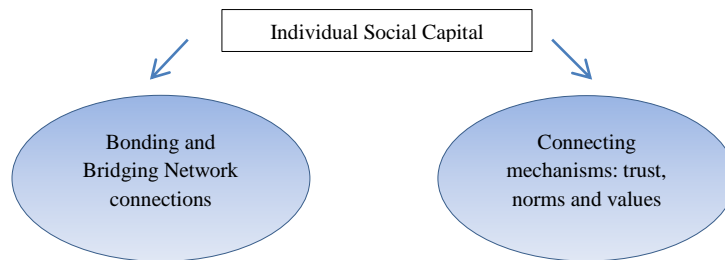 Individual Social Capital
Bonding and
Bridging Network
connections
Connecting
mechanisms: trust,
norms and values